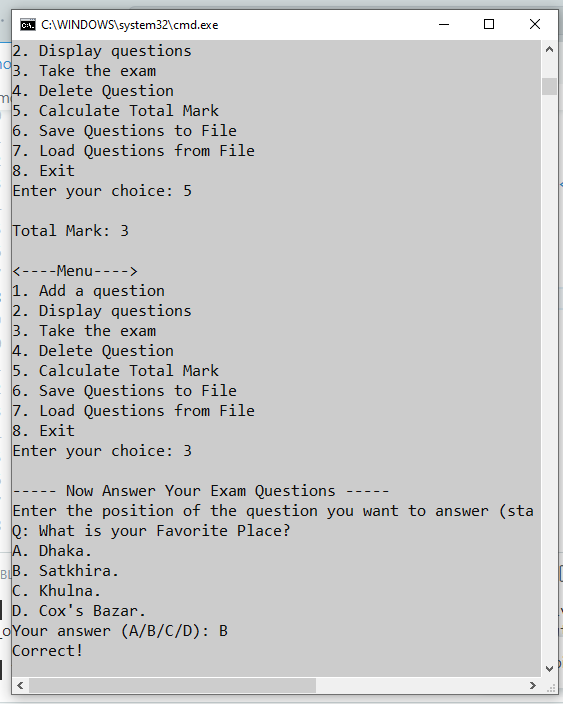 C:\WINDOWS\system32\cmd.exe
2. Display questions
3. Take the exam
4. Delete Question
5. Calculate Total Mark
6. Save Questions to File
7. Load Questions from File
8. Exit
Enter your choice: 5
Total Mark: 3
<----Menu---->
1. Add a question
2. Display questions
3. Take the exam
4. Delete Question
5. Calculate Total Mark
6. Save Questions to File
7. Load Questions from File
8. Exit
Enter your choice: 3
----- Now Answer Your Exam Questions -----
Enter the position of the question you want to answer (sta
Q: What is your Favorite Place?
A. Dhaka.
B. Satkhira.
C. Khulna.
D. Cox's Bazar.
Your answer (A/B/C/D): B
Correct!